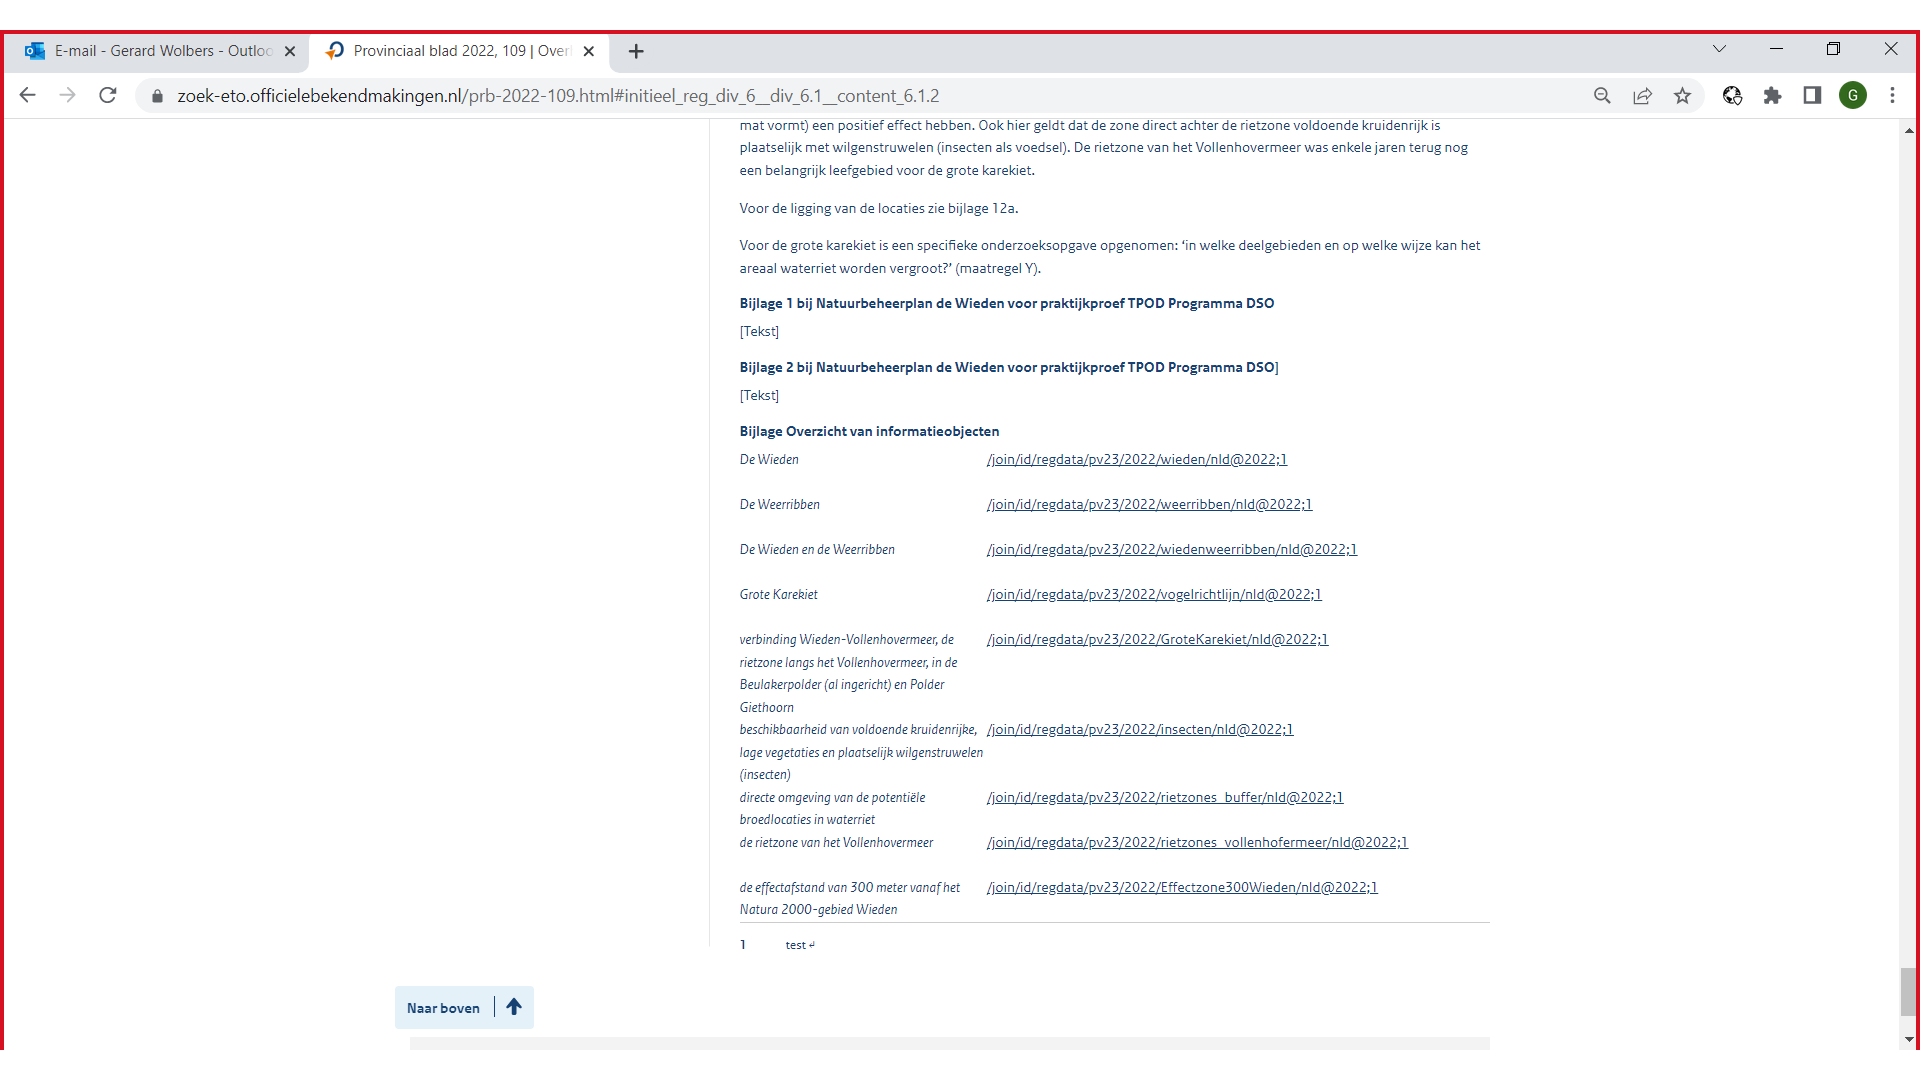 E-mail - Gerard Wolbers - Outloo
Provinciaal blad 2022, 109 | Over
zoek-eto.officielebekendmakingen.nl/prb-2022-109.html#initieel_reg_div_6__div_6.1__content_6.1.2
G
mat vormt) een positief effect hebben. Ook hier geldt dat de zone direct achter de rietzone voldoende kruidenrijk is
plaatselijk met wilgenstruwelen (insecten als voedsel). De rietzone van het Vollenhovermeer was enkele jaren terug nog
een belangrijk leefgebied voor de grote karekiet.
Voor de ligging van de locaties zie bijlage 12a.
Voor de grote karekiet is een specifieke onderzoeksopgave opgenomen: ‘in welke deelgebieden en op welke wijze kan het
areaal waterriet worden vergroot?’ (maatregel Y).
Bijlage 1 bij Natuurbeheerplan de Wieden voor praktijkproef TPOD Programma DSO
[Tekst]
Bijlage 2 bij Natuurbeheerplan de Wieden voor praktijkproef TPOD Programma DSO]
[Tekst]
Bijlage Overzicht van informatieobjecten
De Wieden /join/id/regdata/pv23/2022/wieden/nld@2022;1
De Weerribben /join/id/regdata/pv23/2022/weerribben/nld@2022;1
De Wieden en de Weerribben /join/id/regdata/pv23/2022/wiedenweerribben/nld@2022;1
Grote Karekiet /join/id/regdata/pv23/2022/vogelrichtlijn/nld@2022;1
verbinding Wieden-Vollenhovermeer, de /join/id/regdata/pv23/2022/GroteKarekiet/nld@2022;1
rietzone langs het Vollenhovermeer, in de
Beulakerpolder (al ingericht) en Polder
Giethoorn
beschikbaarheid van voldoende kruidenrijke, /join/id/regdata/pv23/2022/insecten/nld@2022;1
lage vegetaties en plaatselijk wilgenstruwelen
(insecten)
directe omgeving van de potentiële /join/id/regdata/pv23/2022/rietzones_buffer/nld@2022;1
broedlocaties in waterriet
de rietzone van het Vollenhovermeer /join/id/regdata/pv23/2022/rietzones_vollenhofermeer/nld@2022;1
de effectafstand van 300 meter vanaf het /join/id/regdata/pv23/2022/Effectzone300Wieden/nld@2022;1
Natura 2000-gebied Wieden
1 test ↲
Naar boven